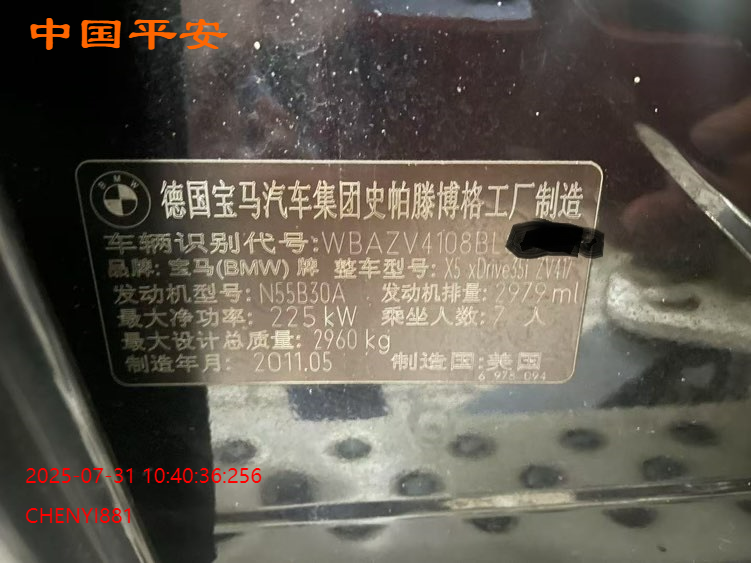 中国平安
BMW
德国宝马汽车集团史帕滕博格工厂制造
车辆识别代号:WBAZV4108BL
品牌: 宝马(BMW) 牌 整车型号: X5 xDrive35i ZV417
发动机型号: N55B30A 发动机排量: 2979 ml
最大净功率: 225 kW 乘坐人数: 7 人
最大设计总质量: 2960 kg
制造年月: 2011.05 制造国: 美国
6 978 094
2025-07-31 10:40:36:256
CHENYI881